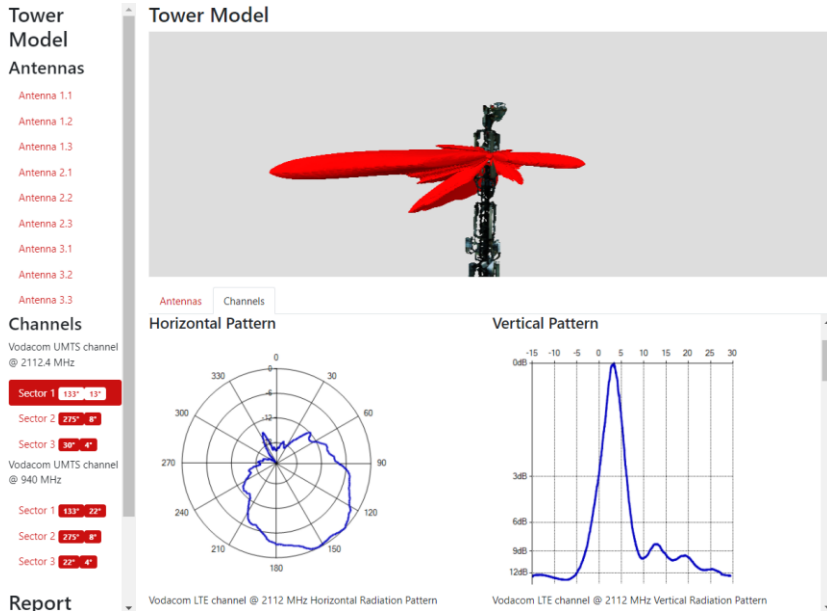 Tower
Model
Antennas
Antenna 1.1
Antenna 1.2
Antenna 1.3
Antenna 2.1
Antenna 2.2
Antenna 2.3
Antenna 3.1
Antenna 3.2
Antenna 3.3
Channels
Vodacom UMTS channel
@ 2112.4 MHz
Sector 1 133° 13°
Sector 2 275° 8°
Sector 3 30° 4°
Vodacom UMTS channel
@ 940 MHz
Sector 1 133° 22°
Sector 2 275° 8°
Sector 3 22° 4°
Report
Tower Model
Antennas Channels
Horizontal Pattern
0
330 30
300 60
270 90
240 120
210 150
180
0
-6
-12
Vodacom LTE channel @ 2112 MHz Horizontal Radiation Pattern
Vertical Pattern
-15 -10 -5 0 5 10 15 20 25 30
0dB
3dB
6dB
9dB
12dB
Vodacom LTE channel @ 2112 MHz Vertical Radiation Pattern